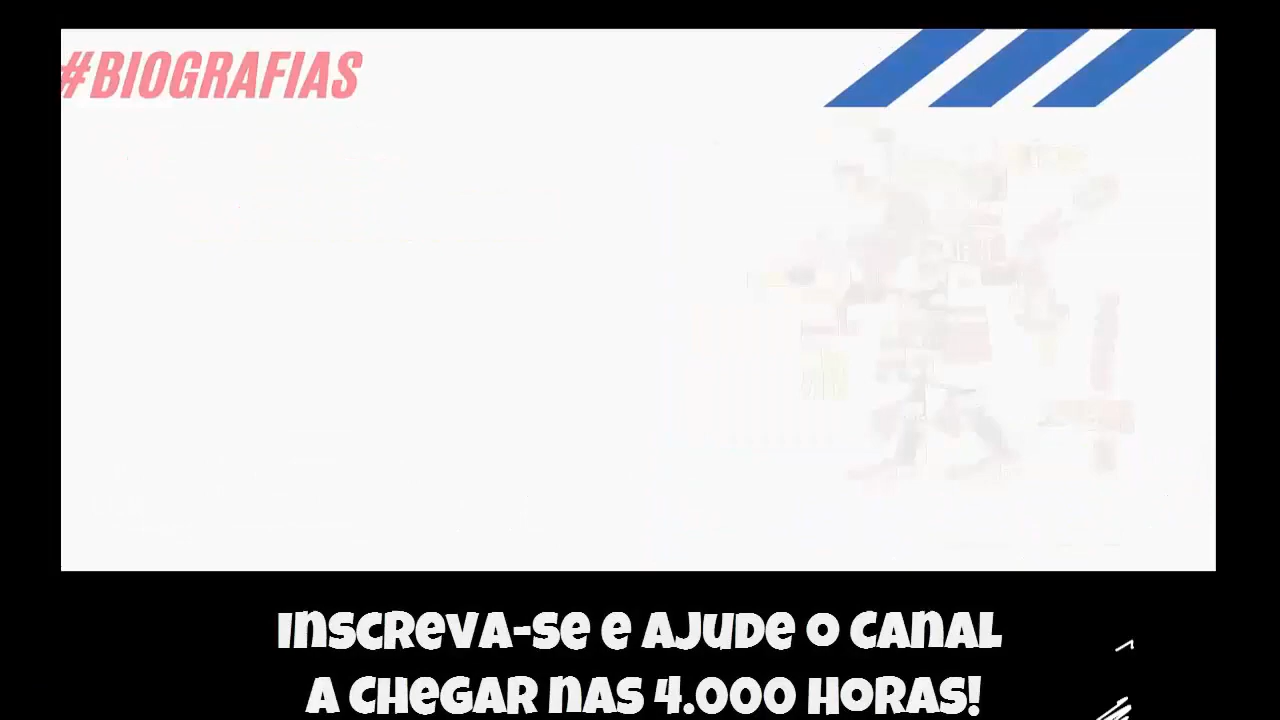 #BIOGRAFIAS
INSCREVA-SE E AJUDE O CANAL
A CHEGAR NAS 4.000 HORAS!